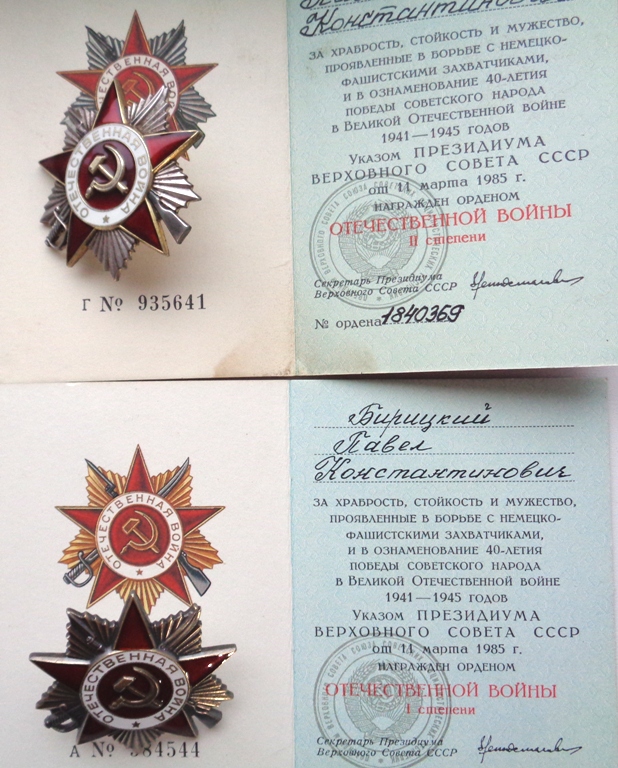 ОТЕЧЕСТВЕННАЯ ВОЙНА
Г № 935641
Константинович
ЗА ХРАБРОСТЬ, СТОЙКОСТЬ И МУЖЕСТВО,
ПРОЯВЛЕННЫЕ В БОРЬБЕ С НЕМЕЦКО-
ФАШИСТСКИМИ ЗАХВАТЧИКАМИ,
И В ОЗНАМЕНОВАНИЕ 40-ЛЕТИЯ
ПОБЕДЫ СОВЕТСКОГО НАРОДА
В ВЕЛИКОЙ ОТЕЧЕСТВЕННОЙ ВОЙНЕ
1941—1945 ГОДОВ
УКАЗОМ ПРЕЗИДИУМА
ВЕРХОВНОГО СОВЕТА СССР
от 11 марта 1985 г.
НАГРАЖДЕН ОРДЕНОМ
ОТЕЧЕСТВЕННОЙ ВОЙНЫ
II степени
Секретарь Президиума
Верховного Совета СССР
№ ордена 1840369
ОТЕЧЕСТВЕННАЯ ВОЙНА
ОТЕЧЕСТВЕННАЯ ВОЙНА
А № 84544
Бирицкий
Павел
Константинович
ЗА ХРАБРОСТЬ, СТОЙКОСТЬ И МУЖЕСТВО,
ПРОЯВЛЕННЫЕ В БОРЬБЕ С НЕМЕЦКО-
ФАШИСТСКИМИ ЗАХВАТЧИКАМИ,
И В ОЗНАМЕНОВАНИЕ 40-ЛЕТИЯ
ПОБЕДЫ СОВЕТСКОГО НАРОДА
В ВЕЛИКОЙ ОТЕЧЕСТВЕННОЙ ВОЙНЕ
1941—1945 ГОДОВ
УКАЗОМ ПРЕЗИДИУМА
ВЕРХОВНОГО СОВЕТА СССР
от 11 марта 1985 г.
НАГРАЖДЕН ОРДЕНОМ
ОТЕЧЕСТВЕННОЙ ВОЙНЫ
I степени
Секретарь Президиума
Верховного Совета СССР